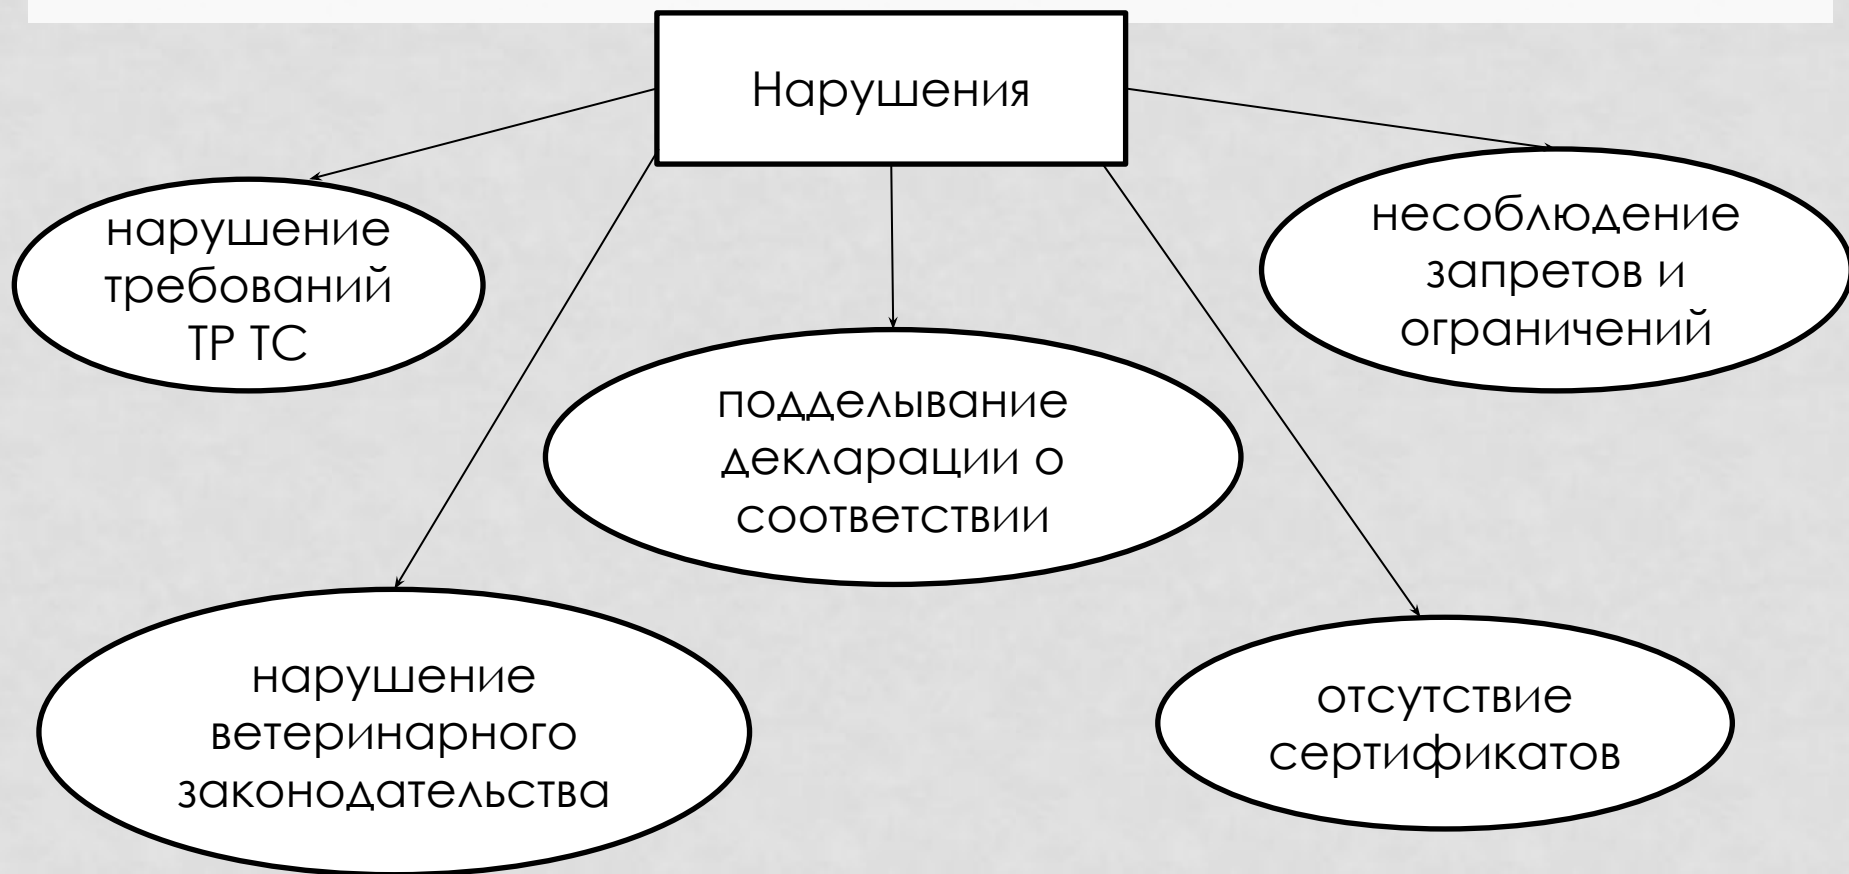 Нарушения
нарушение
требований
ТР ТС
несоблюдение
запретов и
ограничений
подделывание
декларации о
соответствии
нарушение
ветеринарного
законодательства
отсутствие
сертификатов